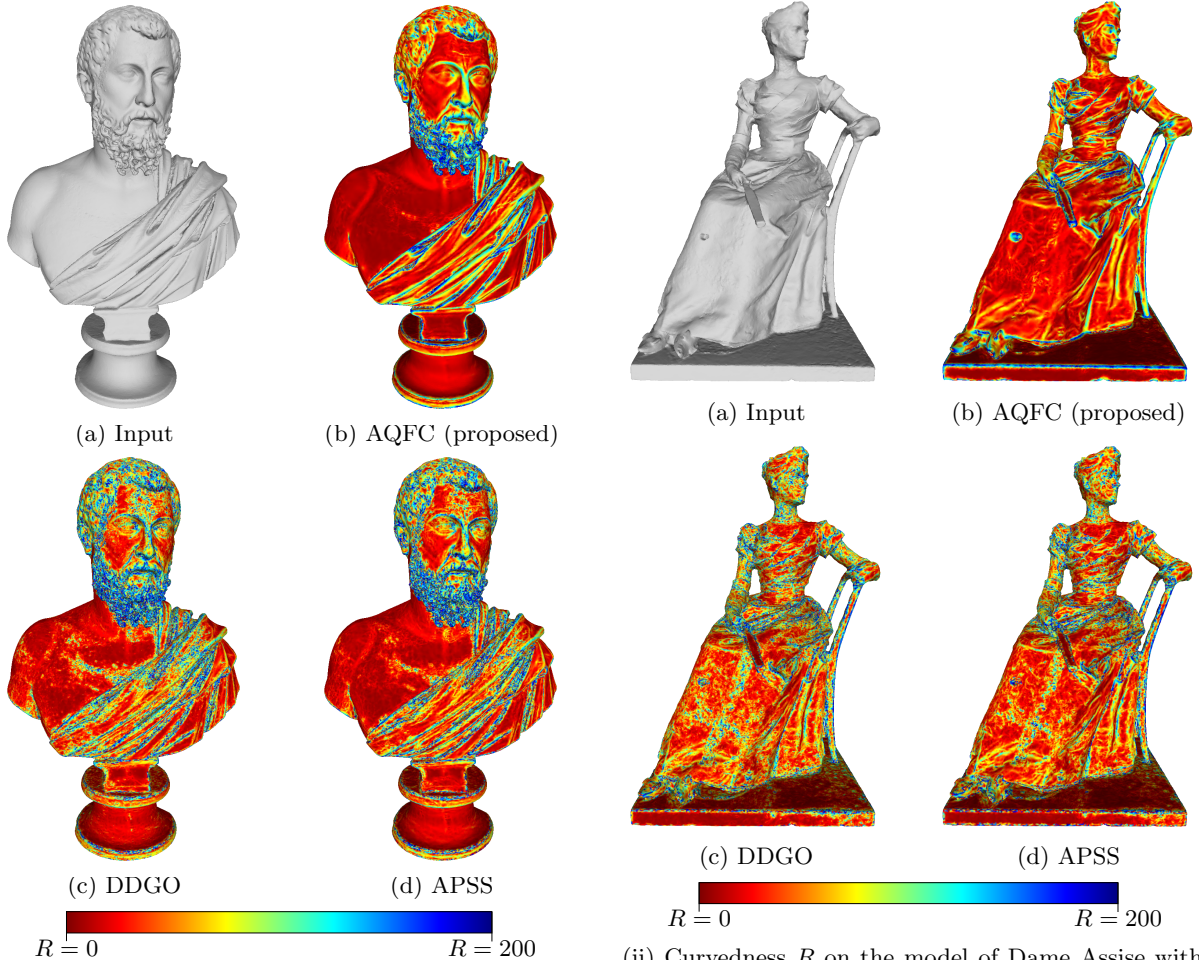 (a) Input
(b) AQFC (proposed)
(c) DDGO
(d) APSS
R = 0
R = 200
(a) Input
(b) AQFC (proposed)
(c) DDGO
(d) APSS
R = 0
R = 200
(ii) Curvedness R on the model of Dame Assise with